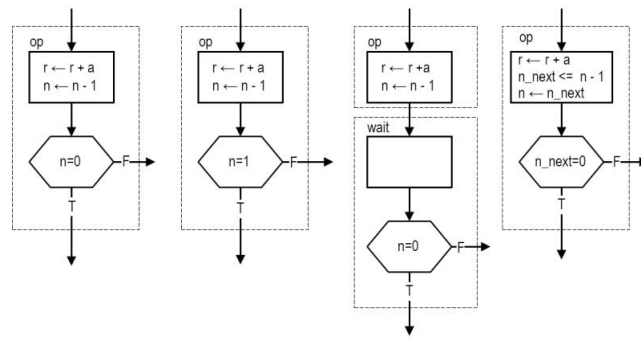 op
r ← r + a
n ← n - 1
n=0
F
T
op
r ← r + a
n ← n - 1
n=1
F
T
op
r ← r +a
n ← n - 1
wait
n=0
F
T
op
r ← r + a
n_next <= n - 1
n ← n_next
n_next=0
F
T